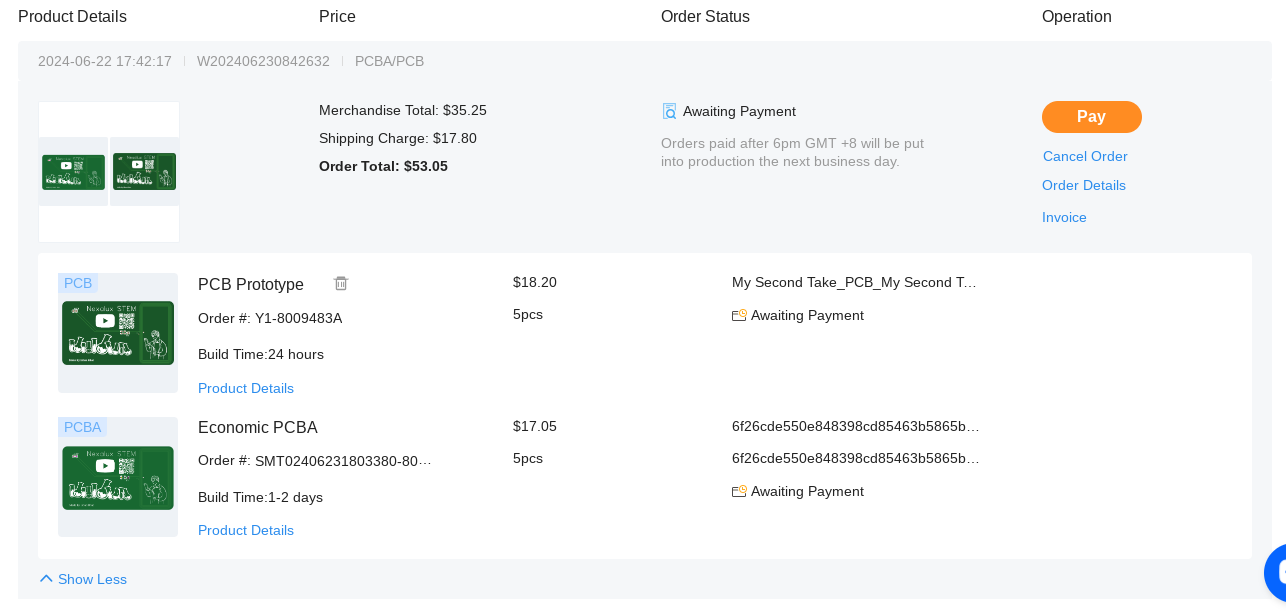 Product Details Price Order Status Operation
2024-06-22 17:42:17 W202406230842632 PCBA/PCB
Merchandise Total: $35.25
Shipping Charge: $17.80
Order Total: $53.05
Awaiting Payment
Orders paid after 6pm GMT +8 will be put
into production the next business day.
Pay
Cancel Order
Order Details
Invoice
PCB
Nexalux STEM
PCB Prototype
Order #: Y1-8009483A
Build Time:24 hours
Product Details
$18.20
5pcs
My Second Take_PCB_My Second T...
Awaiting Payment
PCBA
Nexalux STEM
Economic PCBA
Order #: SMT02406231803380-80...
Build Time:1-2 days
Product Details
$17.05
5pcs
6f26cde550e848398cd85463b5865b...
6f26cde550e848398cd85463b5865b...
Awaiting Payment
Show Less